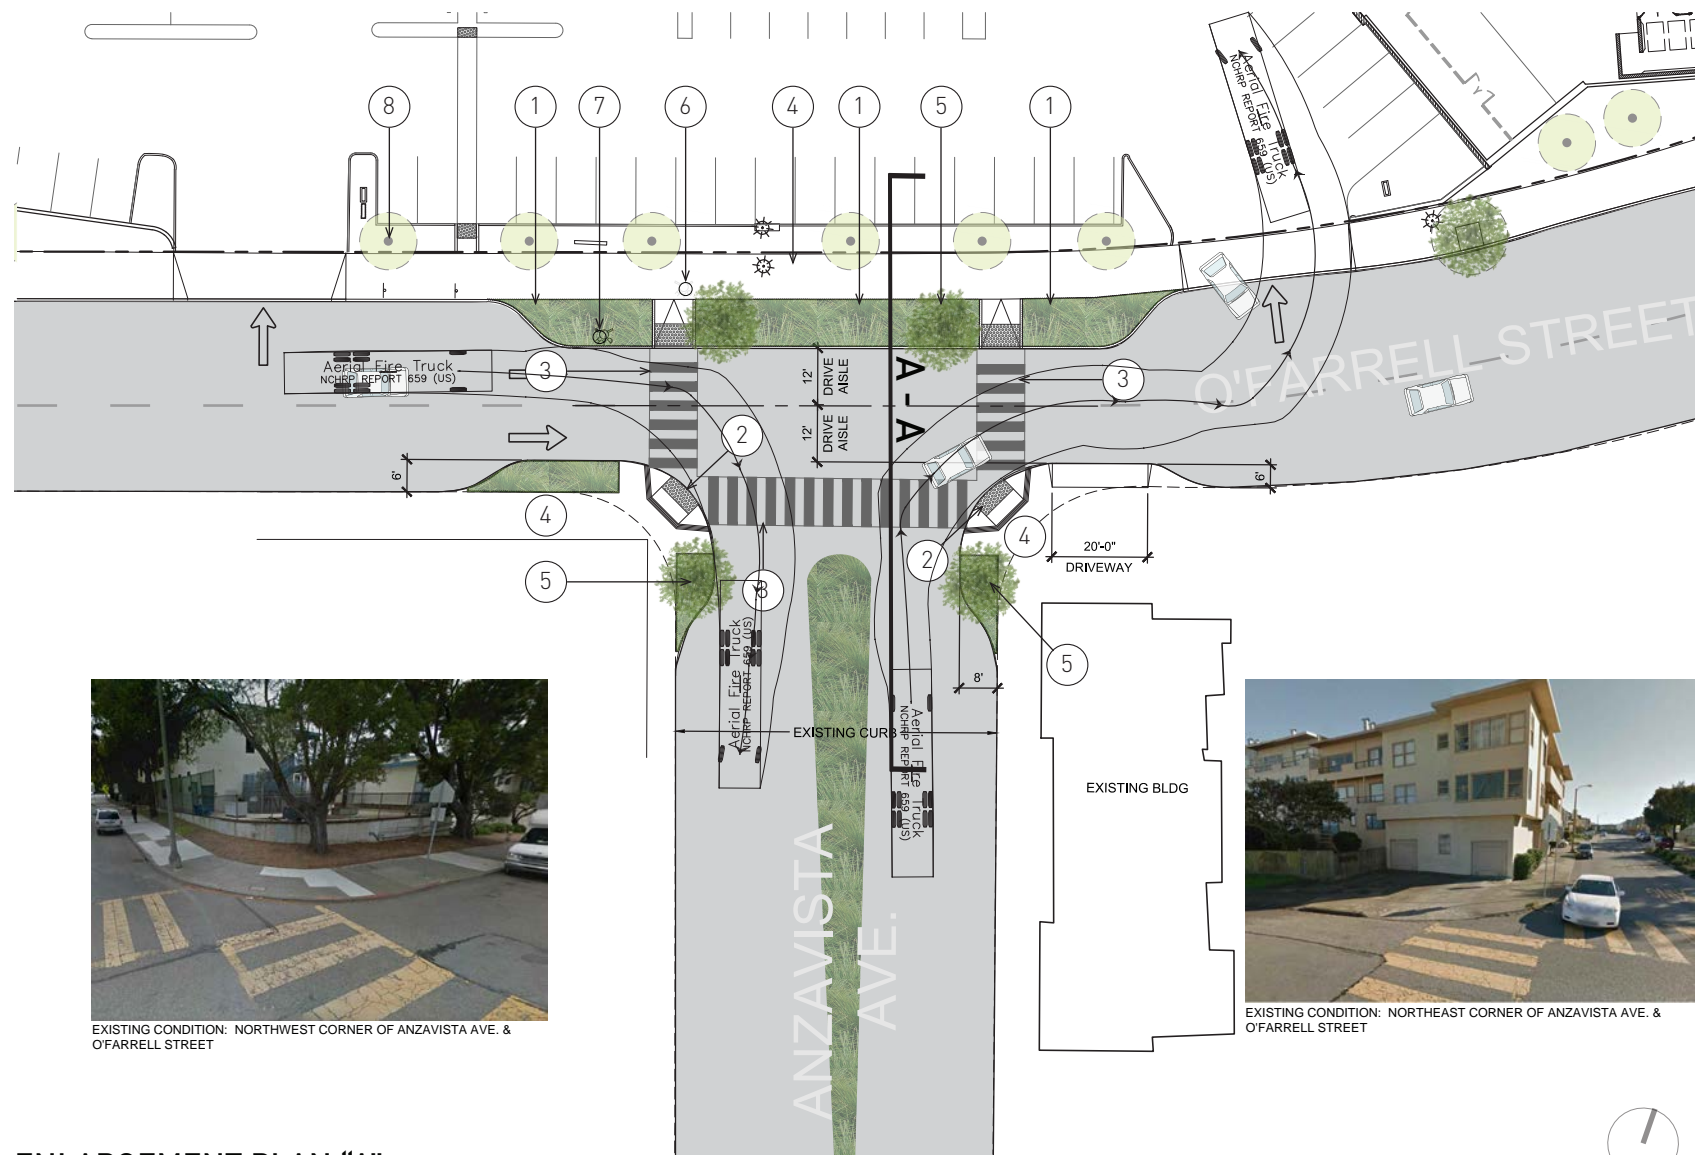 8
1
7
6
4
1
5
1
Aerial Fire Truck
NCHRP REPORT 659 (US)
Aerial Fire Truck
NCHRP REPORT 659 (US)
3
12'
DRIVE
AISLE
12'
DRIVE
AISLE
A - A
3
O'FARRELL STREET
2
6'
6'
4
4
2
20'-0"
DRIVEWAY
5
3
5
8'
Aerial Fire Truck
NCHRP REPORT 659 (US)
EXISTING CURB
Aerial Fire Truck
NCHRP REPORT 659 (US)
EXISTING BLDG
ANZAVISTA
AVE.
EXISTING CONDITION: NORTHWEST CORNER OF ANZAVISTA AVE. &
O'FARRELL STREET
EXISTING CONDITION: NORTHEAST CORNER OF ANZAVISTA AVE. &
O'FARRELL STREET
ENLARGEMENT PLAN